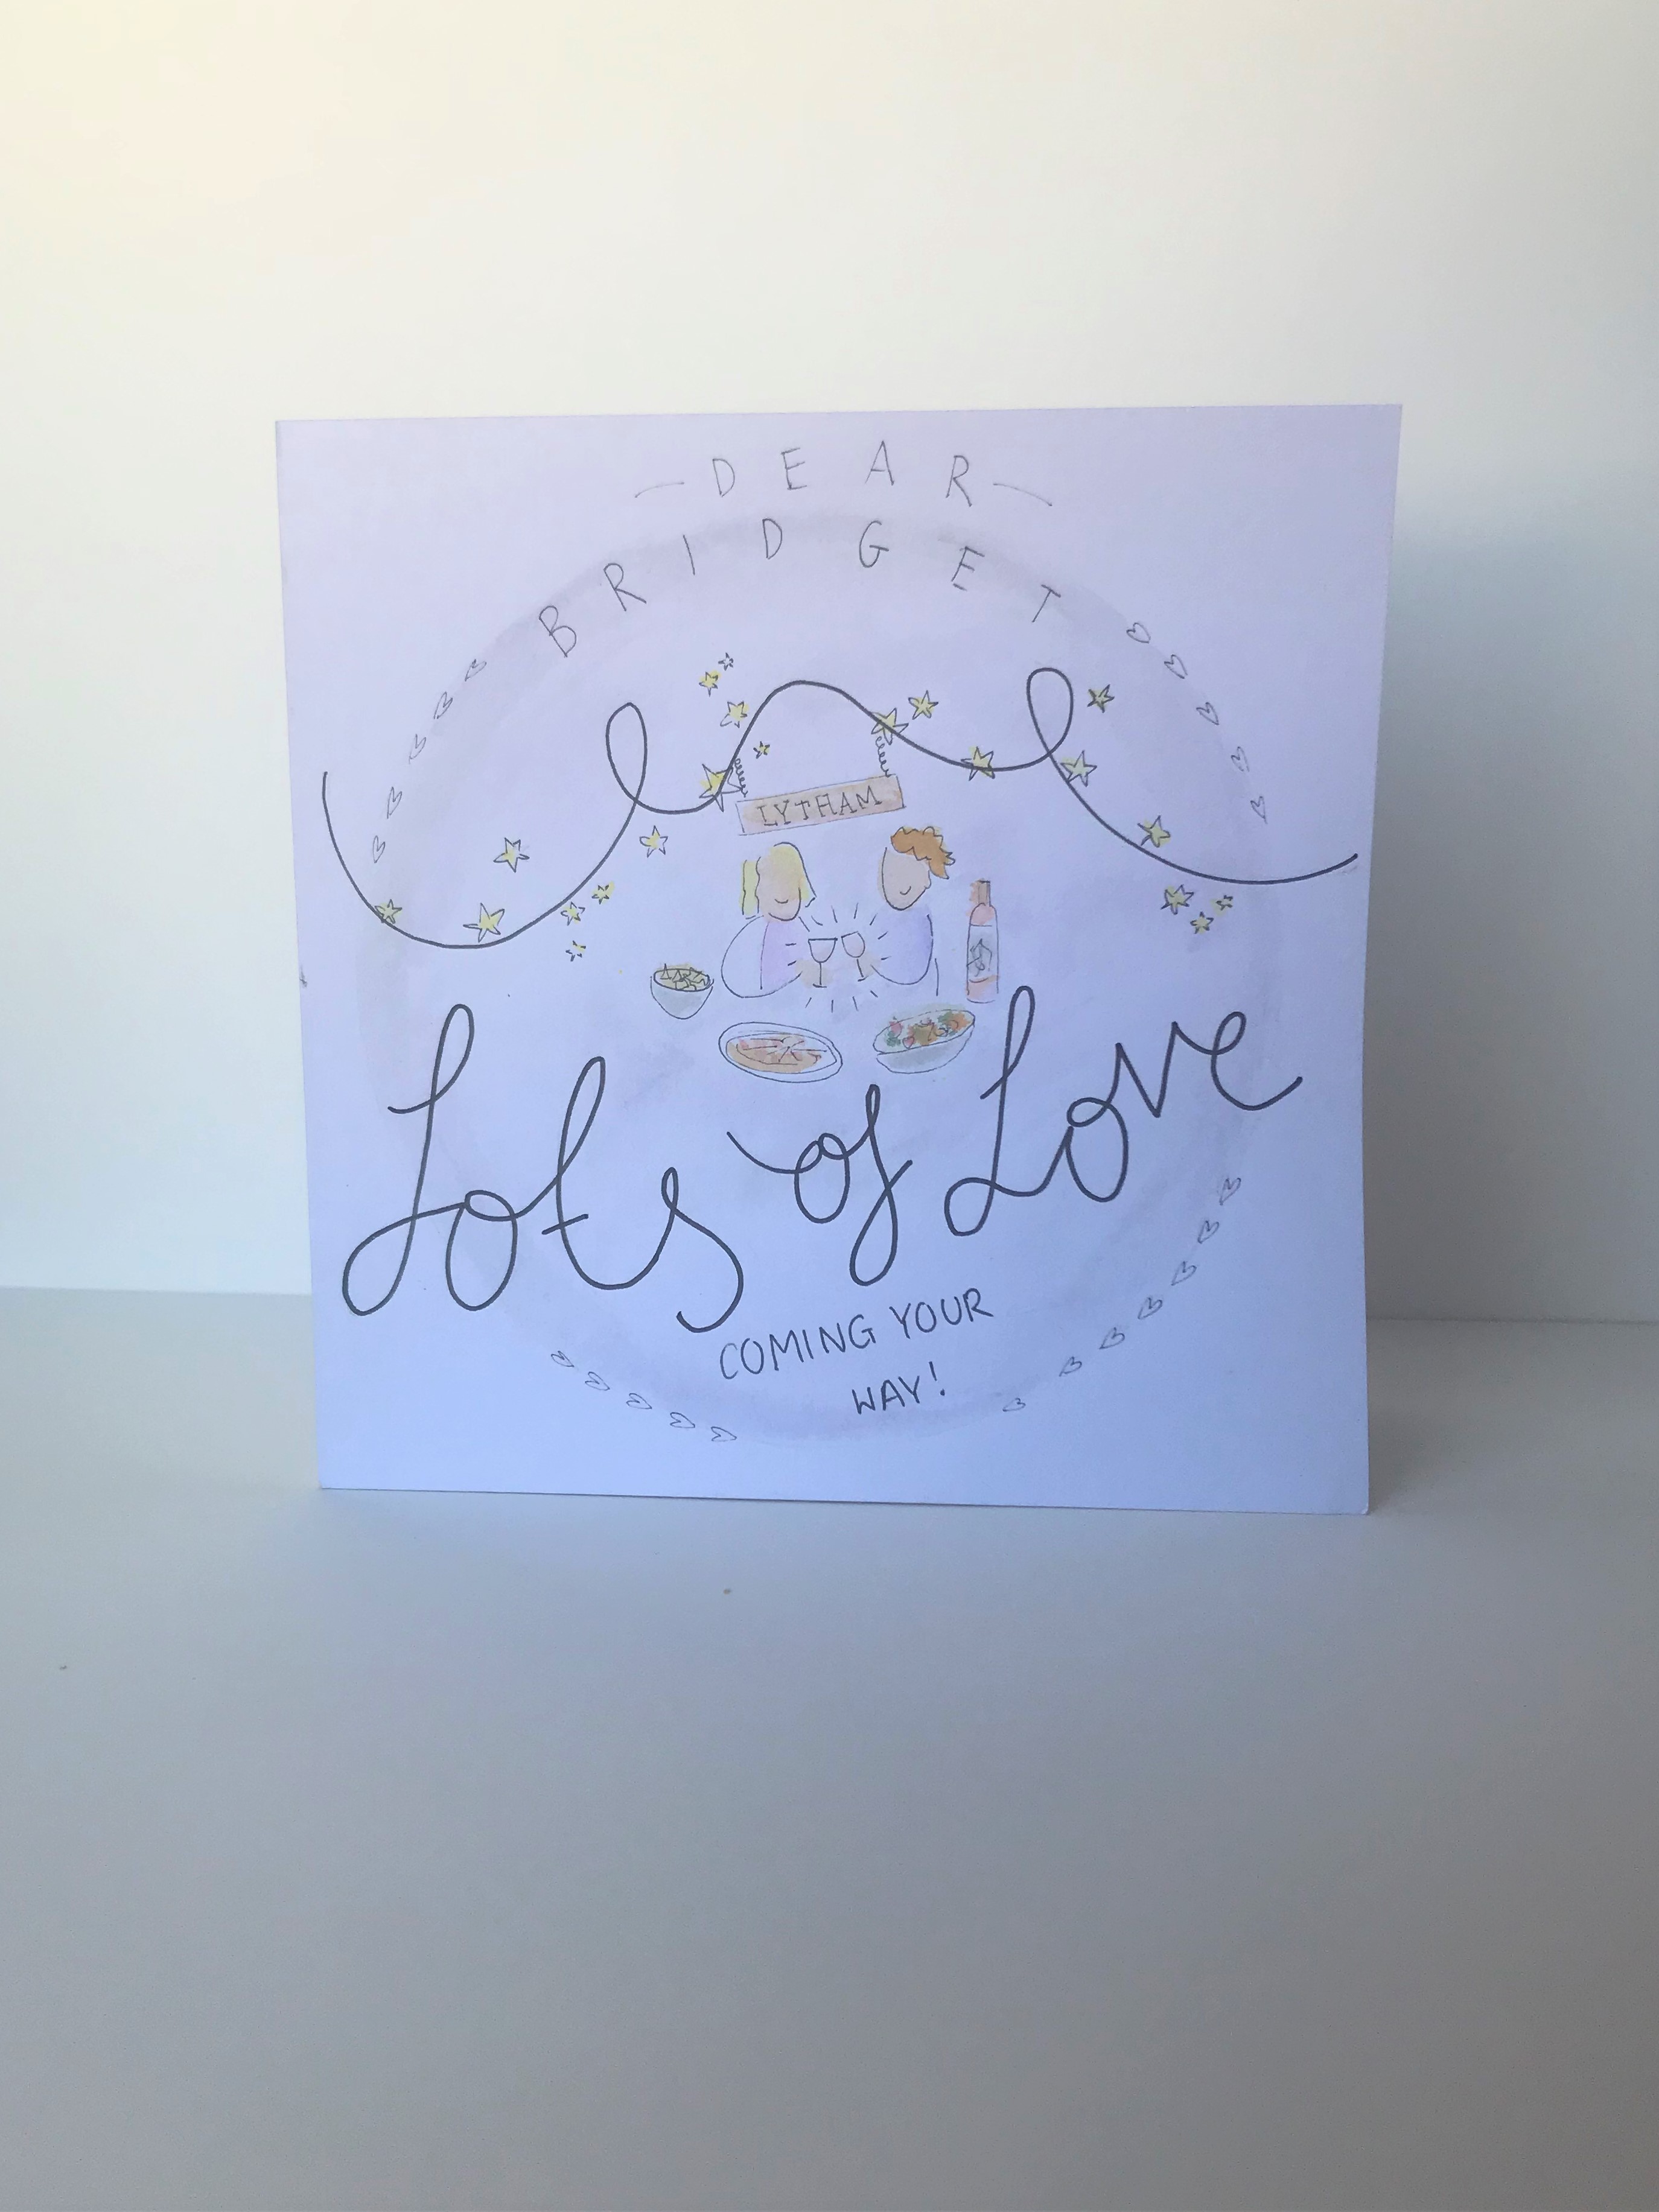 —DEAR—
BRIDGET
LYTHAM
Lots of Love
COMING YOUR
WAY!